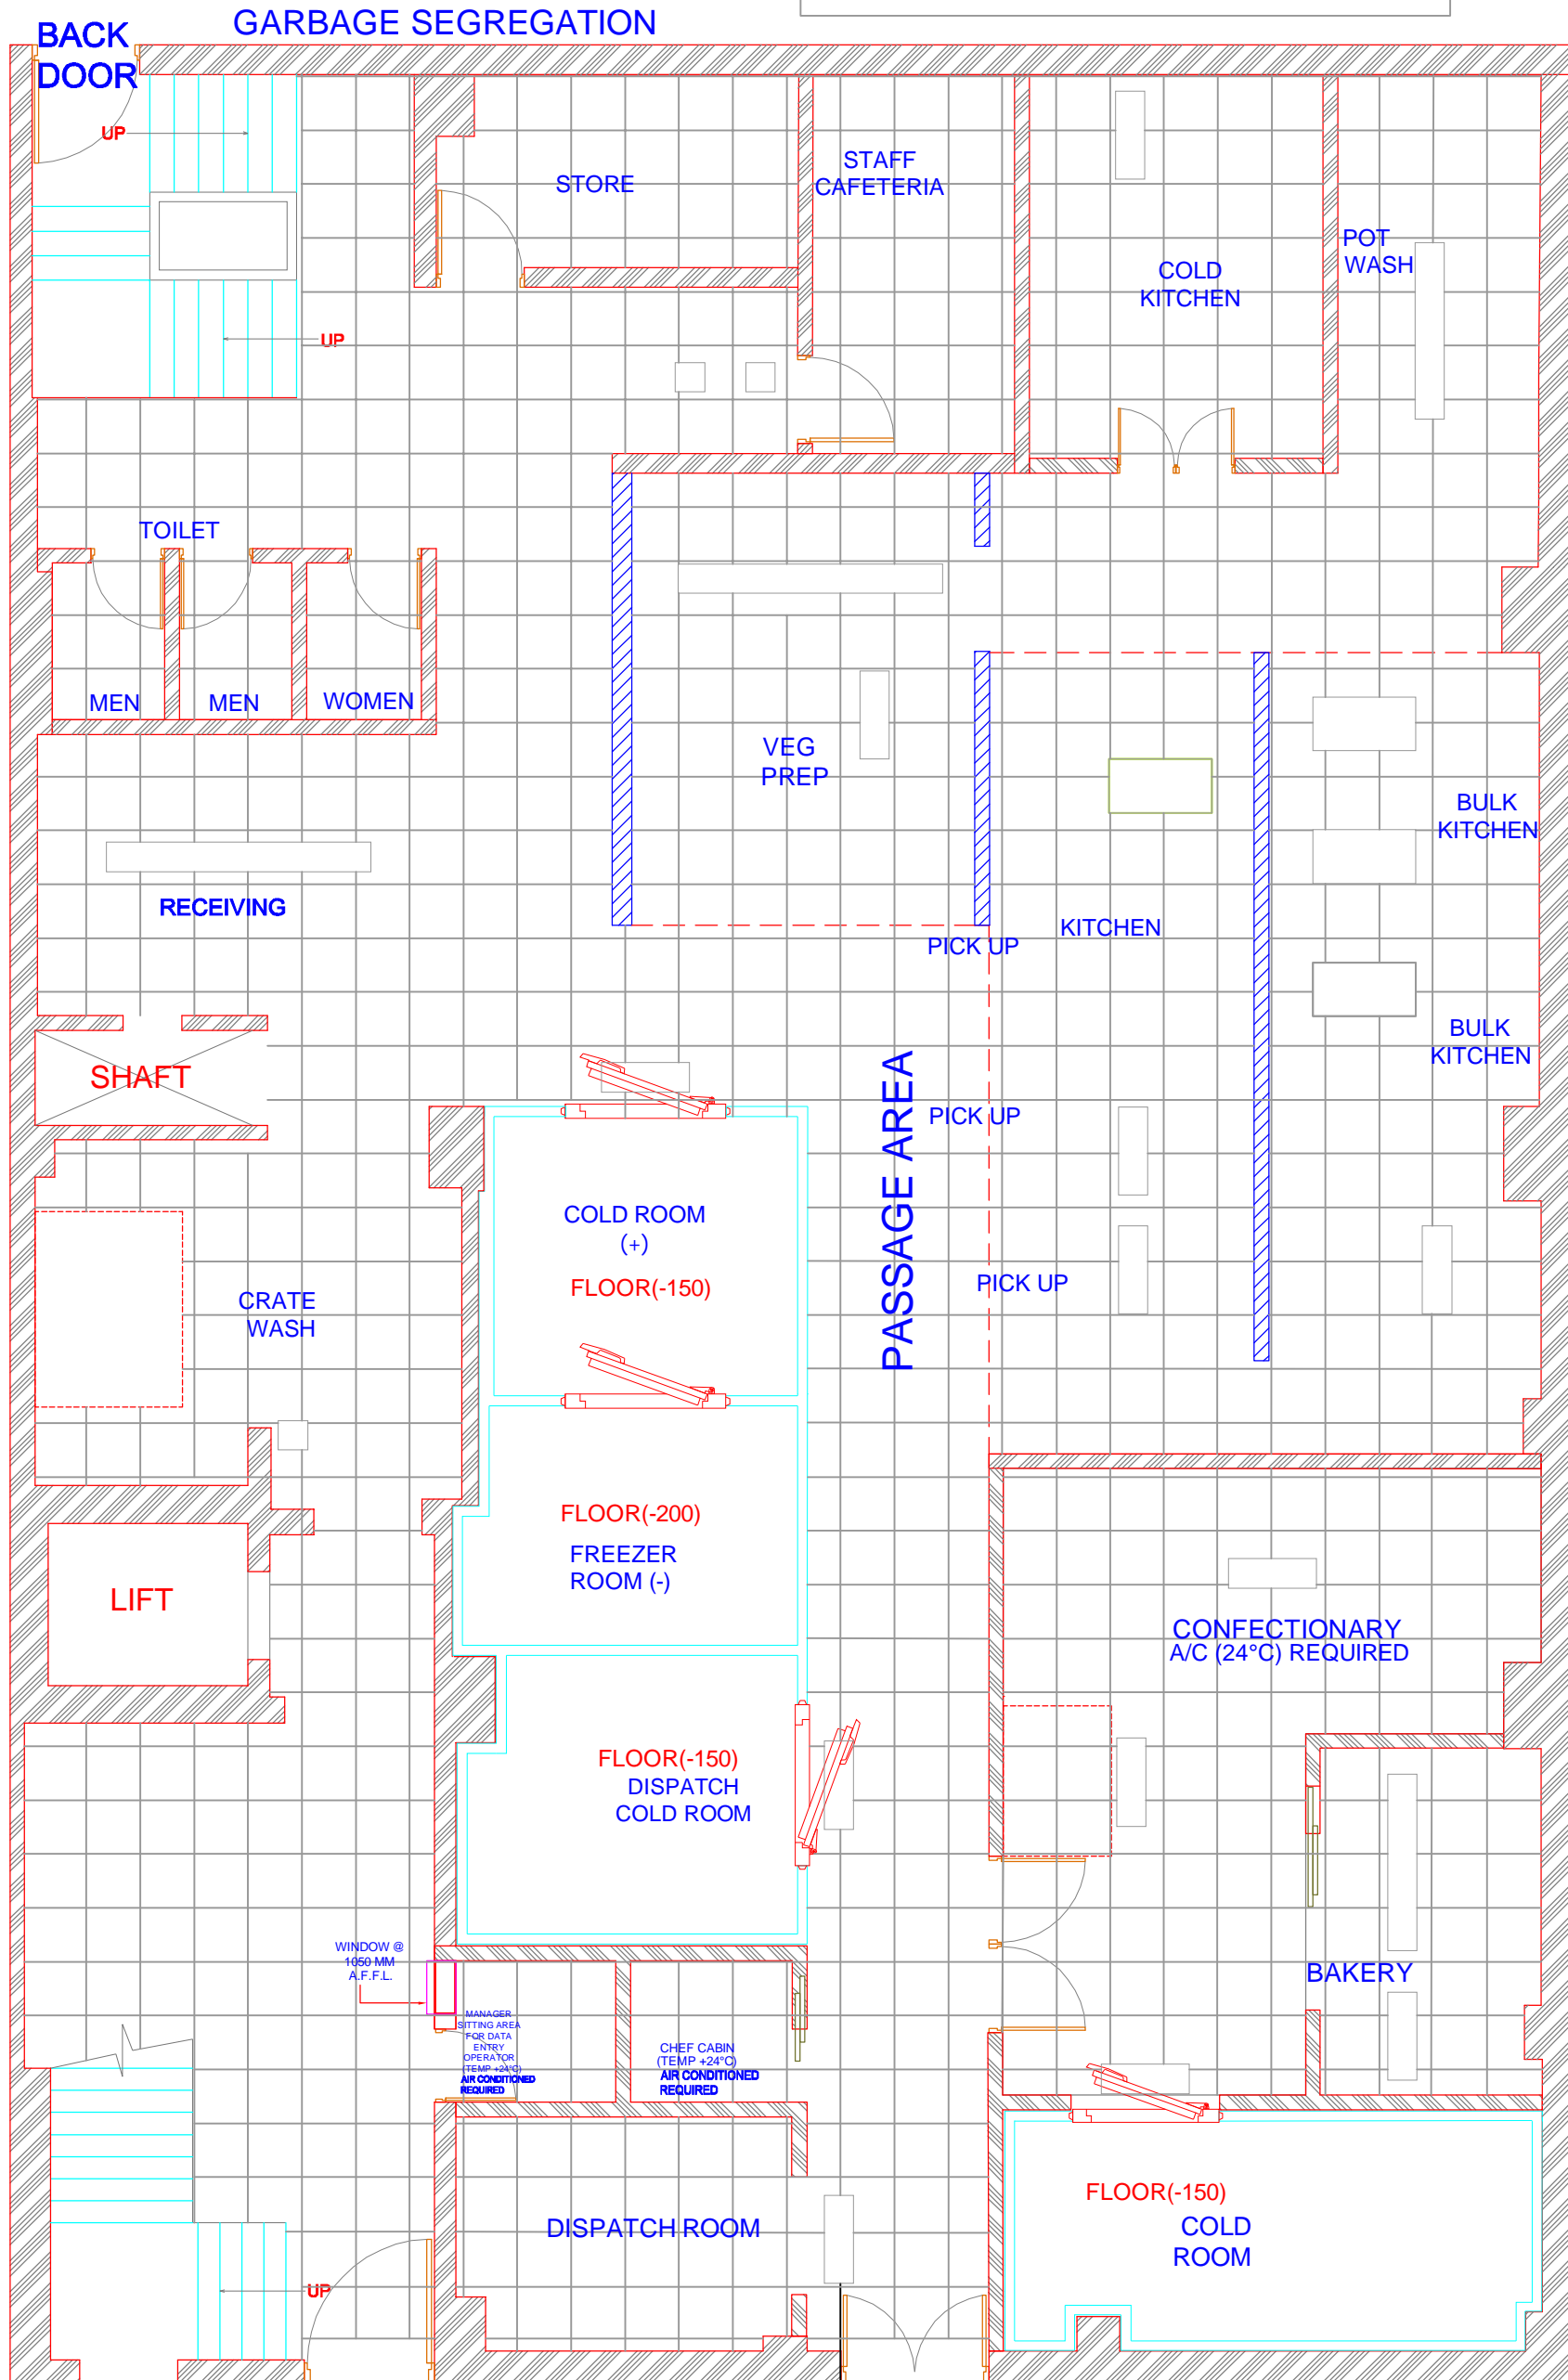 GARBAGE SEGREGATION
BACK
DOOR
UP
UP
STORE
STAFF
CAFETERIA
COLD
KITCHEN
POT
WASH
TOILET
MEN
MEN
WOMEN
VEG
PREP
BULK
KITCHEN
RECEIVING
KITCHEN
PICK UP
BULK
KITCHEN
SHAFT
PASSAGE AREA
PICK UP
COLD ROOM
(+)
FLOOR(-150)
PICK UP
CRATE
WASH
FLOOR(-200)
FREEZER
ROOM (-)
LIFT
CONFECTIONARY
A/C (24°C) REQUIRED
FLOOR(-150)
DISPATCH
COLD ROOM
WINDOW @
1050 MM
A.F.F.L.
BAKERY
MANAGER
SITTING AREA
FOR DATA
ENTRY
OPERATOR
(TEMP +24°C)
AIR CONDITIONED
REQUIRED
CHEF CABIN
(TEMP +24°C)
AIR CONDITIONED
REQUIRED
FLOOR(-150)
COLD
ROOM
DISPATCH ROOM
UP